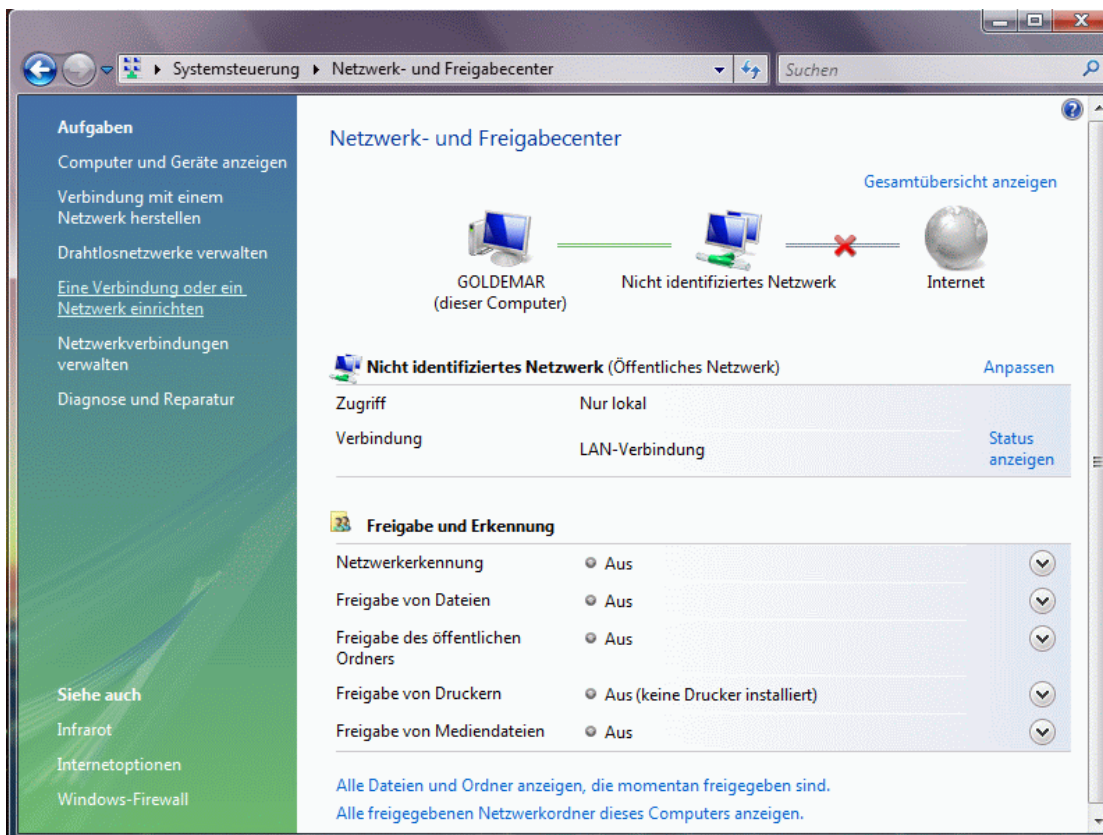 Systemsteuerung
Netzwerk- und Freigabecenter
Suchen
Aufgaben
Computer und Geräte anzeigen
Verbindung mit einem
Netzwerk herstellen
Drahtlosnetzwerke verwalten
Eine Verbindung oder ein
Netzwerk einrichten
Netzwerkverbindungen
verwalten
Diagnose und Reparatur
Siehe auch
Infrarot
Internetoptionen
Windows-Firewall
Netzwerk- und Freigabecenter
Gesamtübersicht anzeigen
GOLDEMAR
(dieser Computer)
Nicht identifiziertes Netzwerk
Internet
Nicht identifiziertes Netzwerk (Öffentliches Netzwerk) Anpassen
Zugriff Nur lokal
Verbindung LAN-Verbindung Status
anzeigen
Freigabe und Erkennung
Netzwerkerkennung Aus
Freigabe von Dateien Aus
Freigabe des öffentlichen Aus
Ordners
Freigabe von Druckern Aus (keine Drucker installiert)
Freigabe von Mediendateien Aus
Alle Dateien und Ordner anzeigen, die momentan freigegeben sind.
Alle freigegebenen Netzwerkordner dieses Computers anzeigen.